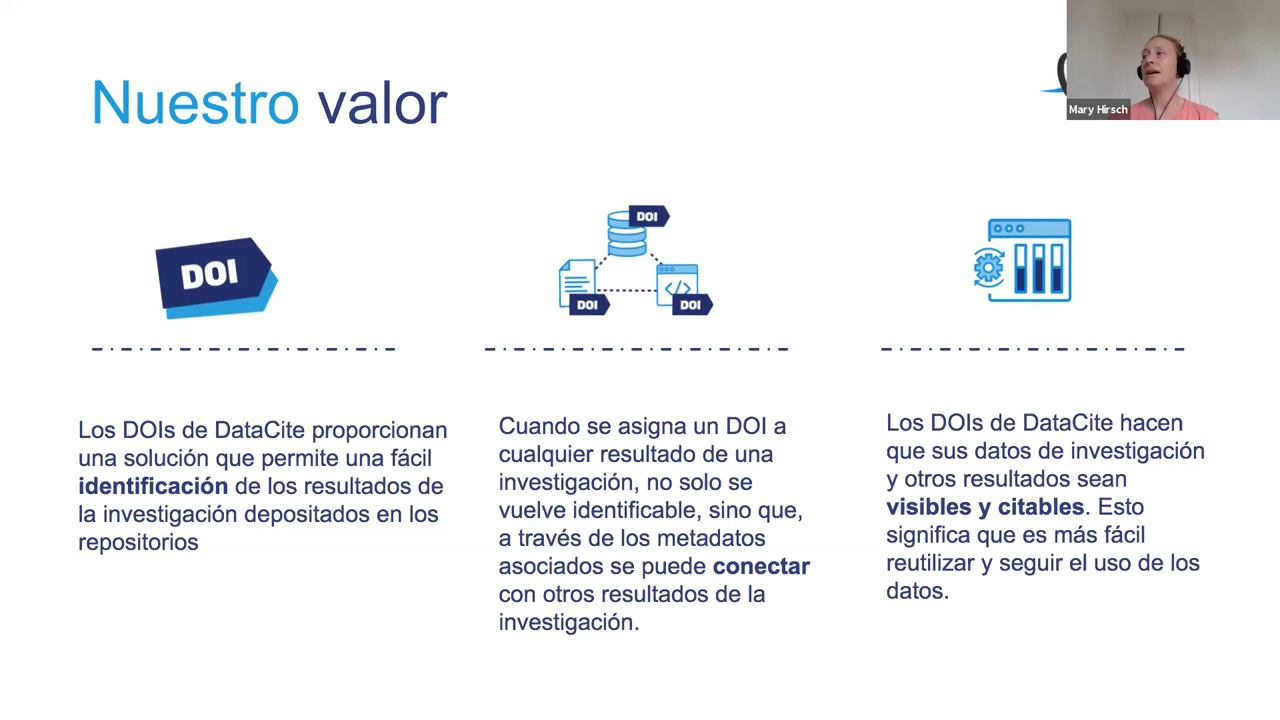 Nuestro valor
Mary Hirsch
DOI
DOI
DOI
DOI
Los DOIs de DataCite proporcionan
una solución que permite una fácil
identificación de los resultados de
la investigación depositados en los
repositorios
Cuando se asigna un DOI a
cualquier resultado de una
investigación, no solo se
vuelve identificable, sino que,
a través de los metadatos
asociados se puede conectar
con otros resultados de la
investigación.
Los DOIs de DataCite hacen
que sus datos de investigación
y otros resultados sean
visibles y citables. Esto
significa que es más fácil
reutilizar y seguir el uso de los
datos.